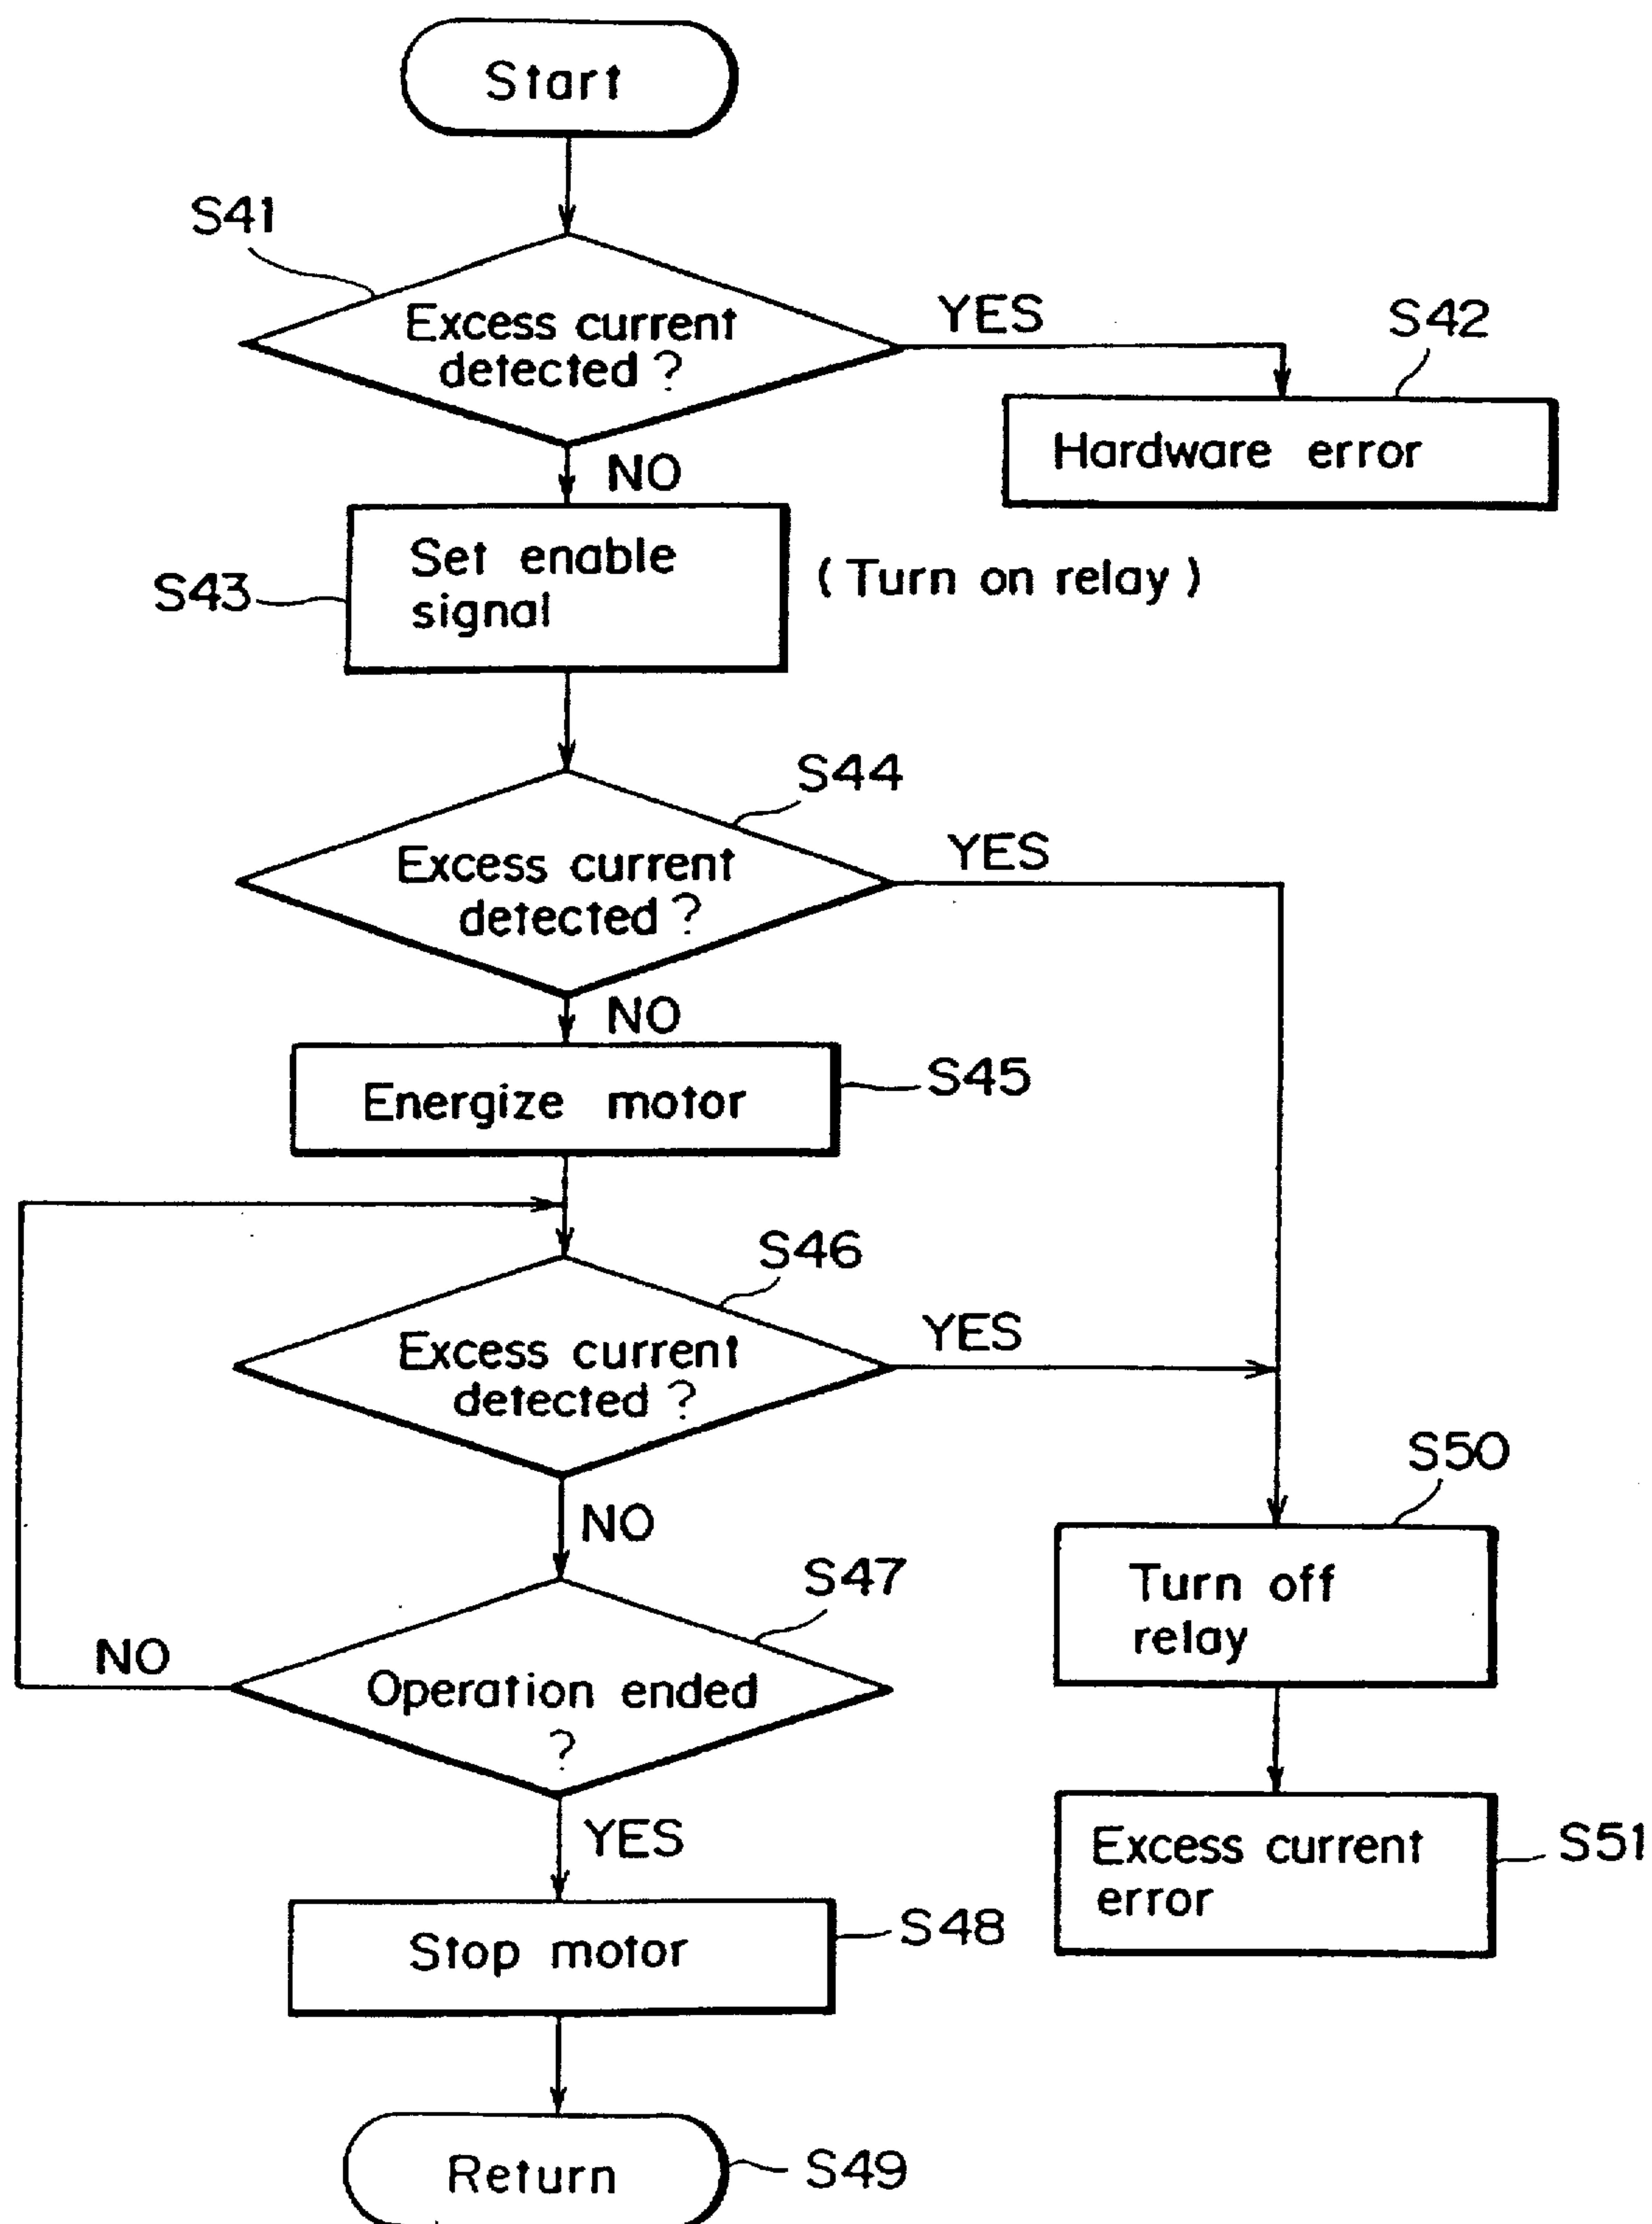 Start
S41
Excess current
detected ?
YES
S42
Hardware error
NO
S43
Set enable
signal
(Turn on relay)
S44
Excess current
detected ?
YES
NO
Energize motor
S45
S46
Excess current
detected ?
YES
NO
S47
Operation ended
?
NO
YES
S50
Turn off
relay
Excess current
error
S51
Stop motor
S48
Return
S49